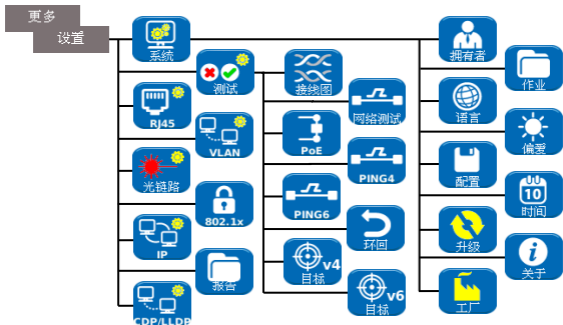 更多
设置
系统
测试
RJ45
VLAN
光链路
802.1x
IP
报告
CDP/LLDP
接线图
网络测试
PoE
PING4
PING6
环回
v4
目标
v6
目标
拥有者
作业
语言
偏爱
配置
10
时间
升级
i
关于
工厂